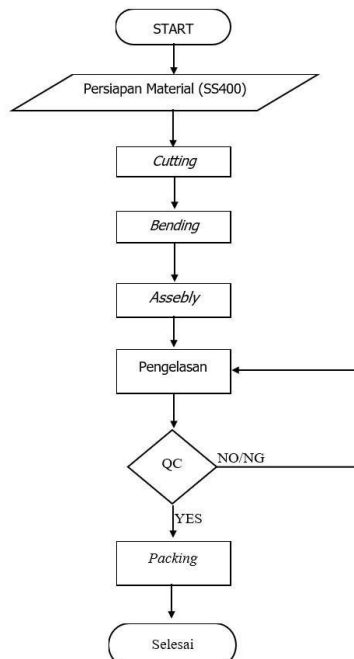 START
Persiapan Material (SS400)
Cutting
Bending
Assebly
Pengelasan
QC
NO/NG
YES
Packing
Selesai